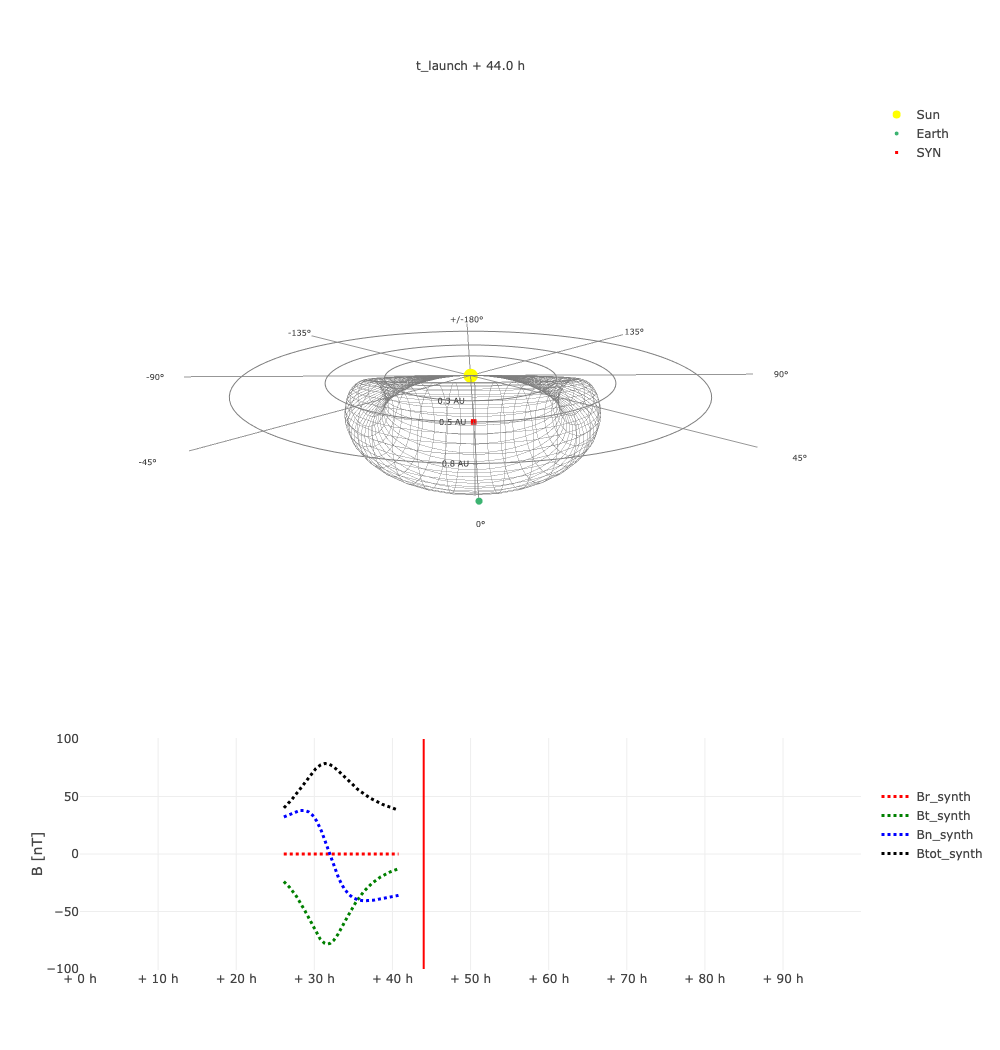 t_launch + 44.0 h
Sun
Earth
SYN
+/-180°
-135°
135°
-90°
90°
0.3 AU
0.5 AU
-45°
45°
0.8 AU
0°
100
50
0
−50
−100
B [nT]
+ 0 h
+ 10 h
+ 20 h
+ 30 h
+ 40 h
+ 50 h
+ 60 h
+ 70 h
+ 80 h
+ 90 h
Br_synth
Bt_synth
Bn_synth
Btot_synth